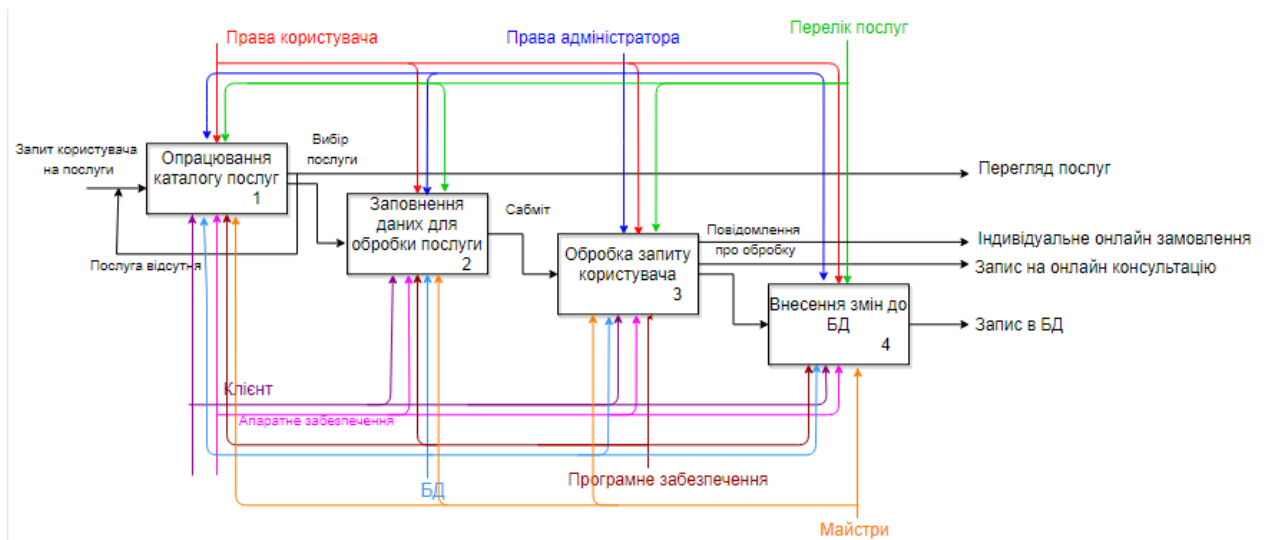 Права користувача
Права адміністратора
Перелік послуг
Запит користувача
на послуги
Опрацювання
каталогу послуг
1
Вибір
послуги
Перегляд послуг
Заповнення
даних для
обробки послуги
2
Сабміт
Послуга відсутня
Обробка запиту
користувача
3
Повідомлення
про обробку
Індивідуальне онлайн замовлення
Запис на онлайн консультацію
Внесення змін до
БД
4
Запис в БД
Клієнт
Апаратне забезпечення
БД
Програмне забезпечення
Майстри